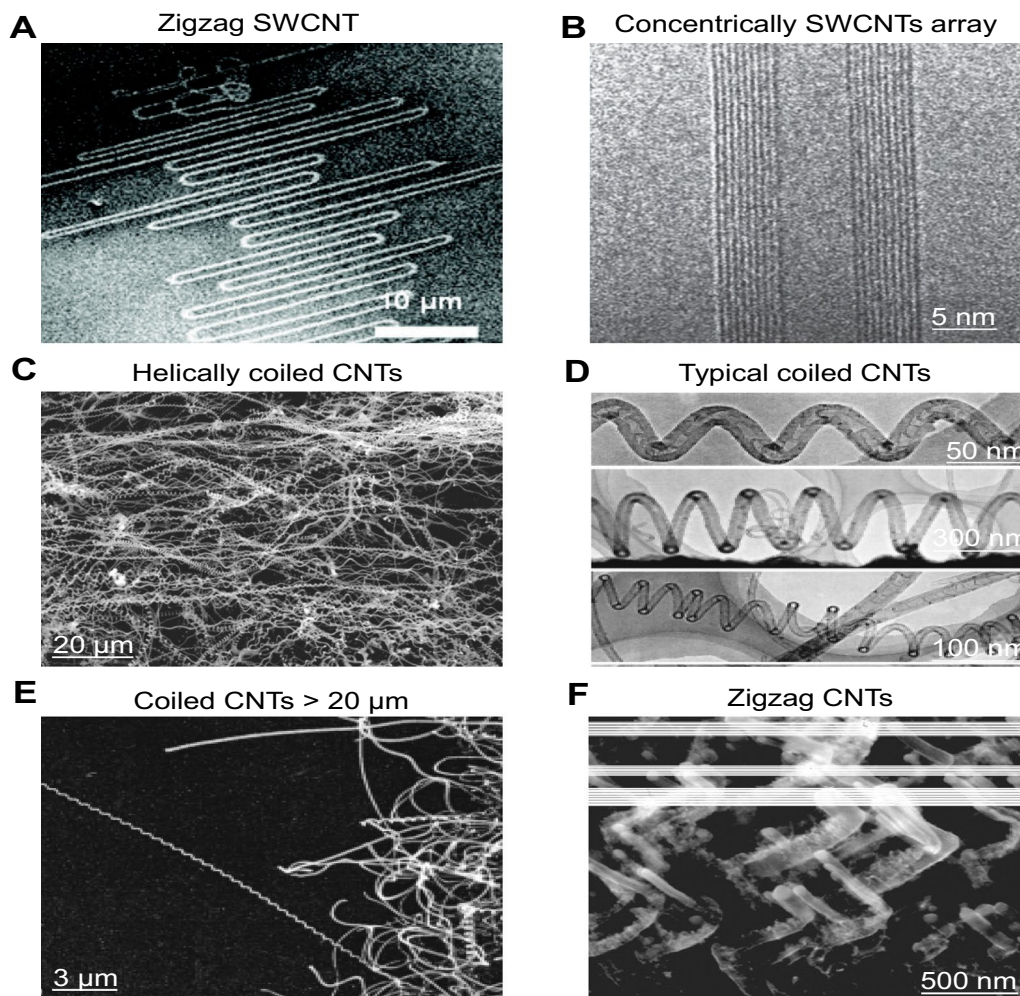 A
Zigzag SWCNT
10 μm
B
Concentrically SWCNTs array
5 nm
C
Helically coiled CNTs
20 μm
D
Typical coiled CNTs
50 nm
300 nm
100 nm
E
Coiled CNTs > 20 μm
3 μm
F
Zigzag CNTs
500 nm